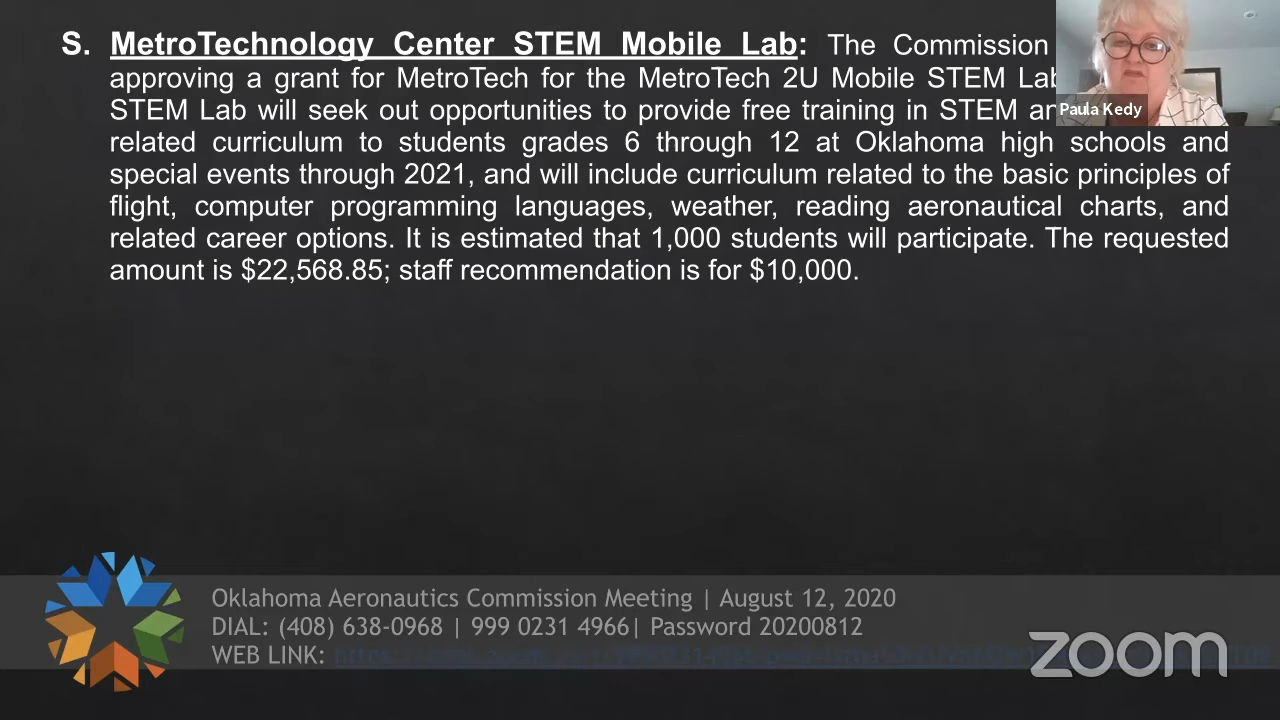 S. MetroTechnology Center STEM Mobile Lab: The Commission
approving a grant for MetroTech for the MetroTech 2U Mobile STEM Lab
STEM Lab will seek out opportunities to provide free training in STEM
related curriculum to students grades 6 through 12 at Oklahoma high schools and
special events through 2021, and will include curriculum related to the basic principles of
flight, computer programming languages, weather, reading aeronautical charts, and
related career options. It is estimated that 1,000 students will participate. The requested
amount is $22,568.85; staff recommendation is for $10,000.
Paula Kedy
Oklahoma Aeronautics Commission Meeting | August 12, 2020
DIAL: (408) 638-0968 | 999 0231 4966| Password 20200812
WEB LINK:
zoom